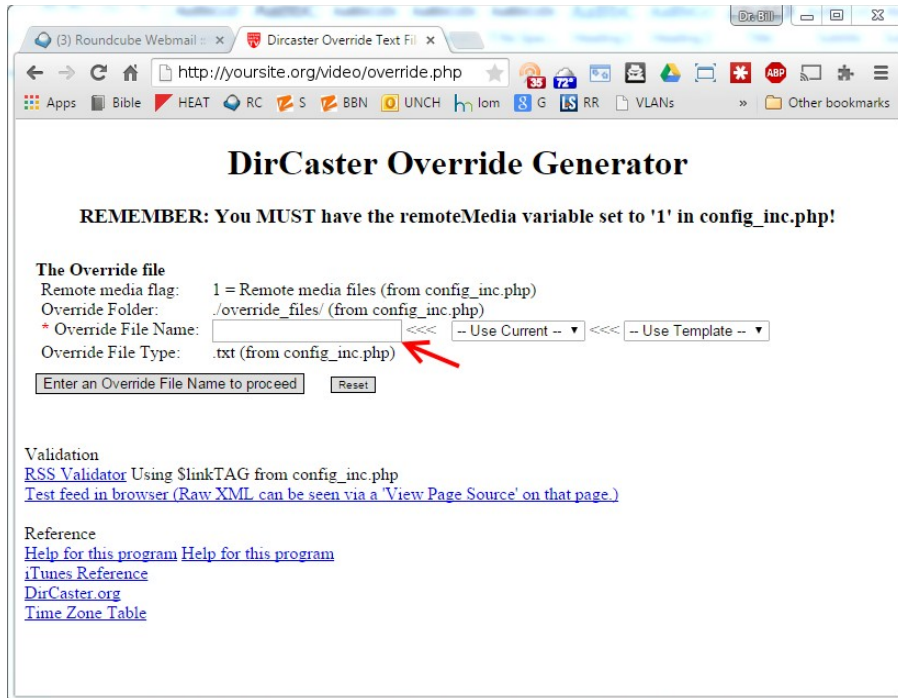 Dr. Bill
(3) Roundcube Webmail :: × Dircaster Override Text Fil ×
http://yoursite.org/video/override.php 35 72° ABP
Apps Bible HEAT RC S BBN UNCH lom G RR VLANs » Other bookmarks
DirCaster Override Generator
REMEMBER: You MUST have the remoteMedia variable set to '1' in config_inc.php!
The Override file
Remote media flag: 1 = Remote media files (from config_inc.php)
Override Folder: ./override_files/ (from config_inc.php)
* Override File Name: <<< -- Use Current -- <<< -- Use Template --
Override File Type: .txt (from config_inc.php)
Enter an Override File Name to proceed Reset
Validation
RSS Validator Using $linkTAG from config_inc.php
Test feed in browser (Raw XML can be seen via a 'View Page Source' on that page.)
Reference
Help for this program Help for this program
iTunes Reference
DirCaster.org
Time Zone Table